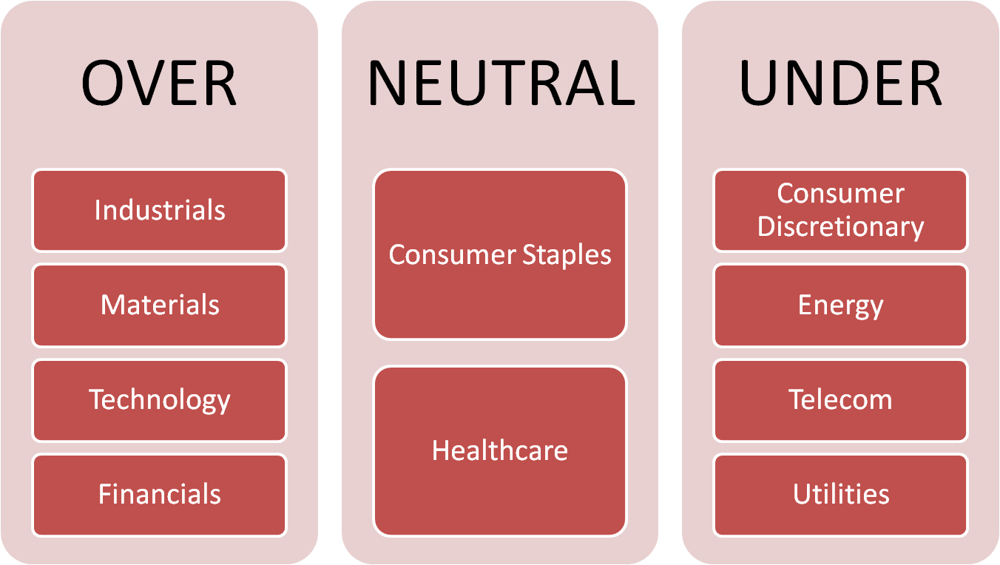 OVER
Industrials
Materials
Technology
Financials
NEUTRAL
Consumer Staples
Healthcare
UNDER
Consumer
Discretionary
Energy
Telecom
Utilities